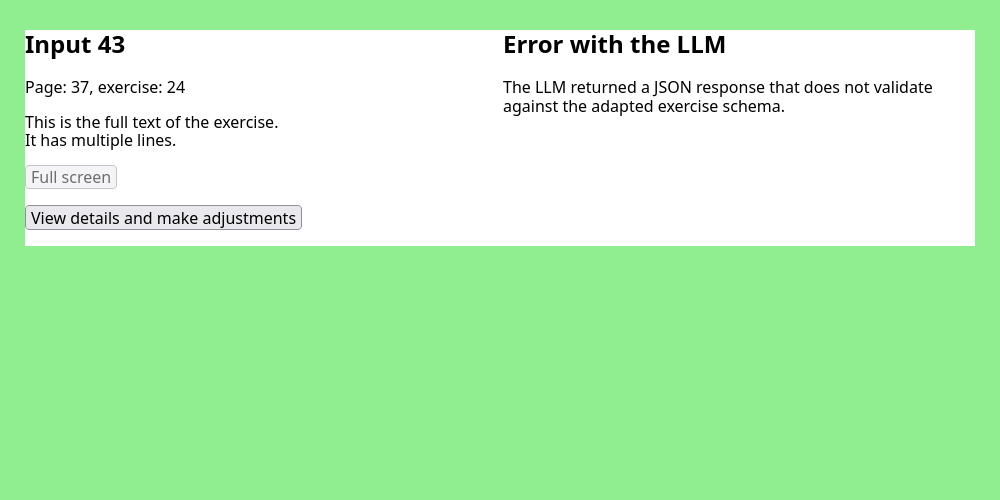 Input 43
Page: 37, exercise: 24
This is the full text of the exercise.
It has multiple lines.
Full screen
View details and make adjustments
Error with the LLM
The LLM returned a JSON response that does not validate
against the adapted exercise schema.